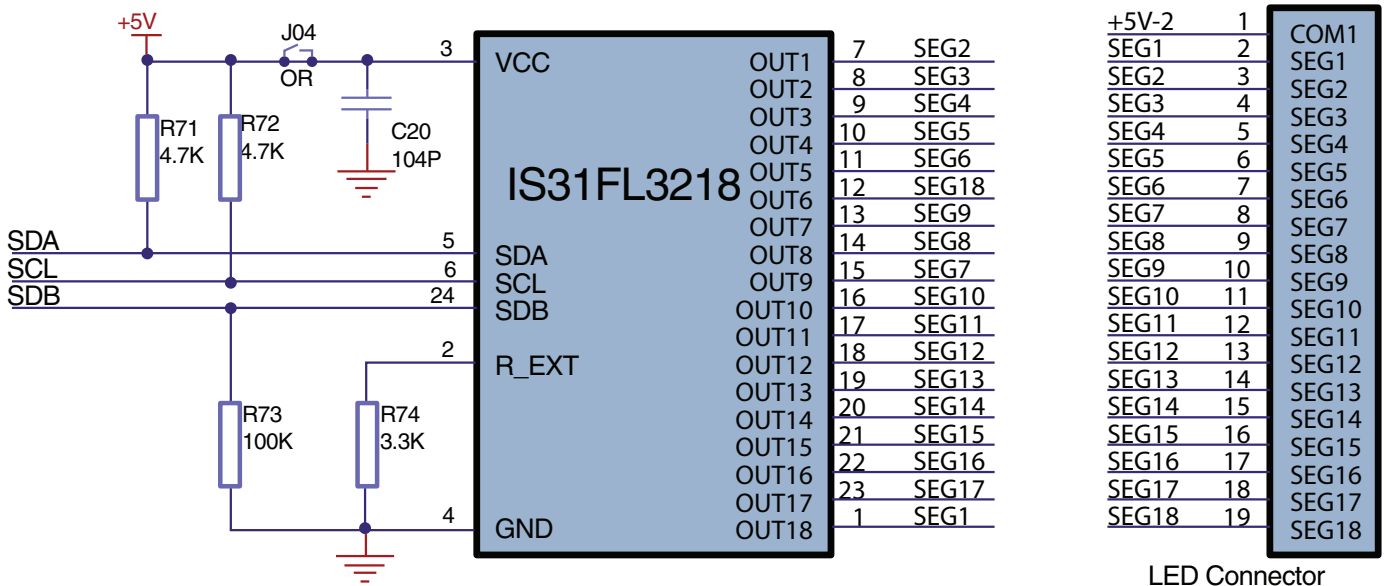 +5V
J04
OR
R71
4.7K
R72
4.7K
C20
104P
SDA
SCL
SDB
R73
100K
R74
3.3K
3
5
6
24
2
4
VCC
SDA
SCL
SDB
R_EXT
GND
IS31FL3218
OUT1 7 SEG2
OUT2 8 SEG3
OUT3 9 SEG4
OUT4 10 SEG5
OUT5 11 SEG6
OUT6 12 SEG18
OUT7 13 SEG9
OUT8 14 SEG8
OUT9 15 SEG7
OUT10 16 SEG10
OUT11 17 SEG11
OUT12 18 SEG12
OUT13 19 SEG13
OUT14 20 SEG14
OUT15 21 SEG15
OUT16 22 SEG16
OUT17 23 SEG17
OUT18 1 SEG1
+5V-2 1 COM1
SEG1 2 SEG1
SEG2 3 SEG2
SEG3 4 SEG3
SEG4 5 SEG4
SEG5 6 SEG5
SEG6 7 SEG6
SEG7 8 SEG7
SEG8 9 SEG8
SEG9 10 SEG9
SEG10 11 SEG10
SEG11 12 SEG11
SEG12 13 SEG12
SEG13 14 SEG13
SEG14 15 SEG14
SEG15 16 SEG15
SEG16 17 SEG16
SEG17 18 SEG17
SEG18 19 SEG18
LED Connector